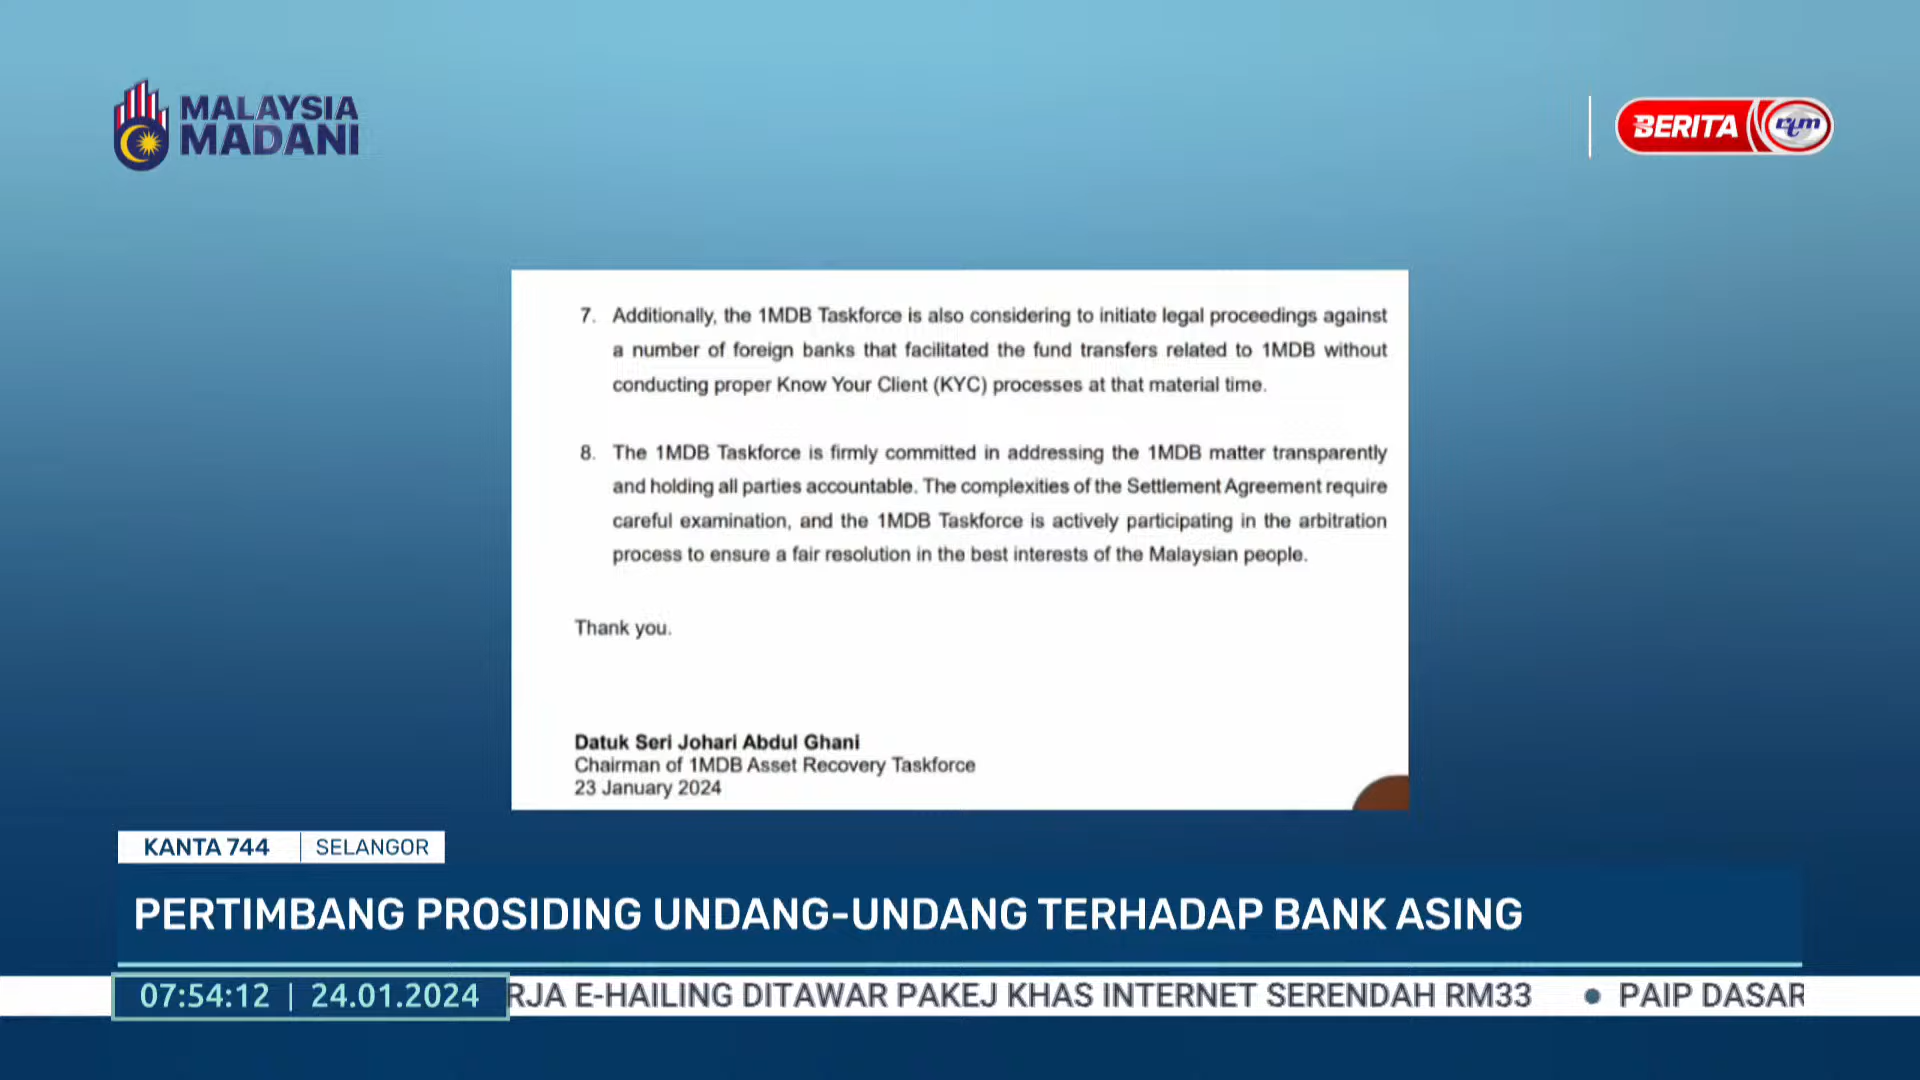 MALAYSIA
MADANI
BERITA rtm
7. Additionally, the 1MDB Taskforce is also considering to initiate legal proceedings against
a number of foreign banks that facilitated the fund transfers related to 1MDB without
conducting proper Know Your Client (KYC) processes at that material time.
8. The 1MDB Taskforce is firmly committed in addressing the 1MDB matter transparently
and holding all parties accountable. The complexities of the Settlement Agreement require
careful examination, and the 1MDB Taskforce is actively participating in the arbitration
process to ensure a fair resolution in the best interests of the Malaysian people.
Thank you.
Datuk Seri Johari Abdul Ghani
Chairman of 1MDB Asset Recovery Taskforce
23 January 2024
KANTA 744 | SELANGOR
PERTIMBANG PROSIDING UNDANG-UNDANG TERHADAP BANK ASING
07:54:12 | 24.01.2024 RJA E-HAILING DITAWAR PAKEJ KHAS INTERNET SERENDAH RM33 • PAIP DASAR